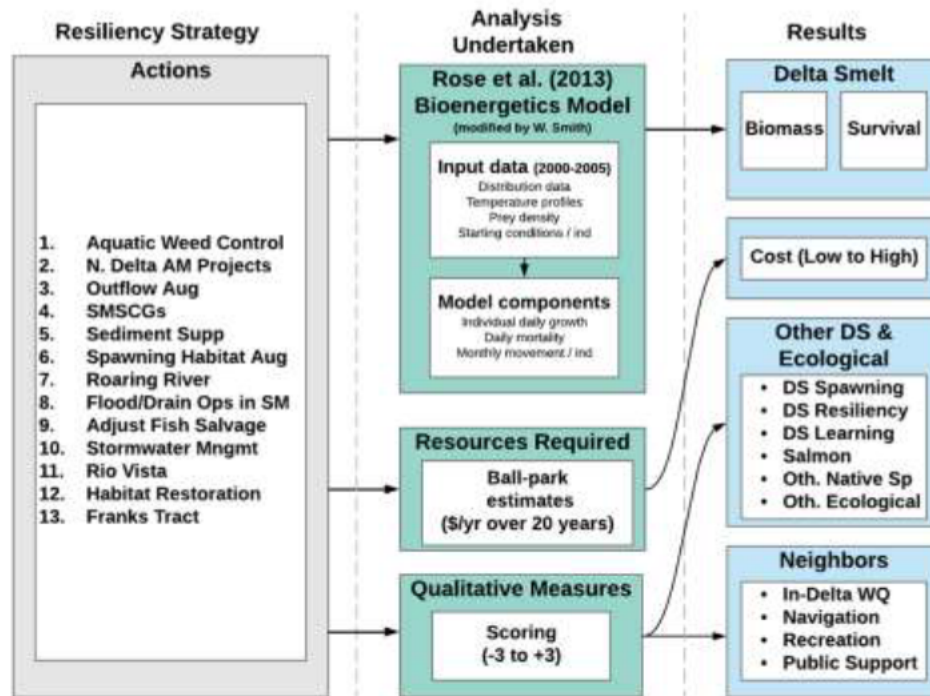 Resiliency Strategy
Analysis
Undertaken
Results
Actions
1. Aquatic Weed Control
2. N. Delta AM Projects
3. Outflow Aug
4. SMSCGs
5. Sediment Supp
6. Spawning Habitat Aug
7. Roaring River
8. Flood/Drain Ops in SM
9. Adjust Fish Salvage
10. Stormwater Mngmt
11. Rio Vista
12. Habitat Restoration
13. Franks Tract
Rose et al. (2013)
Bioenergetics Model
(modified by W. Smith)
Input data (2000-2005)
Distribution data
Temperature profiles
Prey density
Starting conditions / ind
Model components
Individual daily growth
Daily mortality
Monthly movement / ind
Resources Required
Ball-park
estimates
($/yr over 20 years)
Qualitative Measures
Scoring
(-3 to +3)
Delta Smelt
Biomass
Survival
Cost (Low to High)
Other DS &
Ecological
• DS Spawning
• DS Resiliency
• DS Learning
• Salmon
• Oth. Native Sp
• Oth. Ecological
Neighbors
• In-Delta WQ
• Navigation
• Recreation
• Public Support